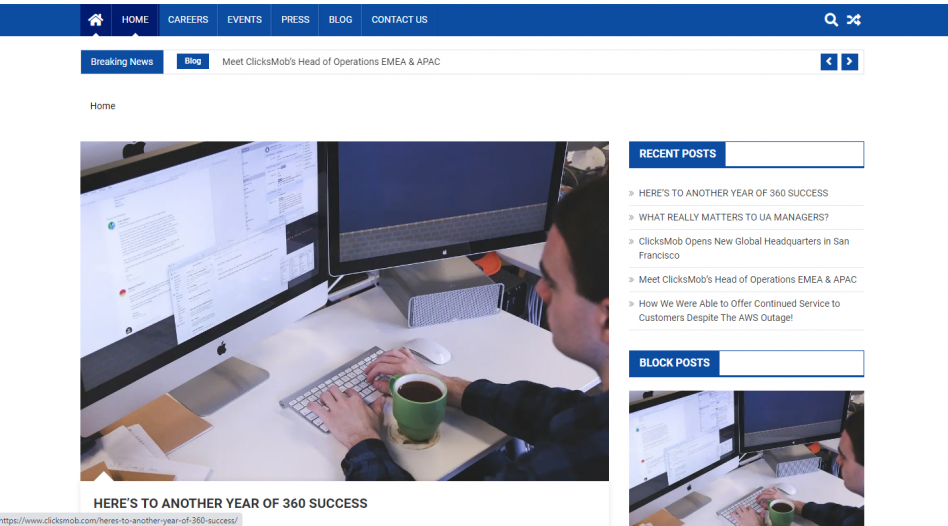 HOME CAREERS EVENTS PRESS BLOG CONTACT US
Breaking News Blog Meet ClicksMob's Head of Operations EMEA & APAC
Home
RECENT POSTS
» HERE'S TO ANOTHER YEAR OF 360 SUCCESS
» WHAT REALLY MATTERS TO UA MANAGERS?
» ClicksMob Opens New Global Headquarters in San
Francisco
» Meet ClicksMob's Head of Operations EMEA & APAC
» How We Were Able to Offer Continued Service to
Customers Despite The AWS Outage!
BLOCK POSTS
HERE'S TO ANOTHER YEAR OF 360 SUCCESS
https://www.clicksmob.com/heres-to-another-year-of-360-success/